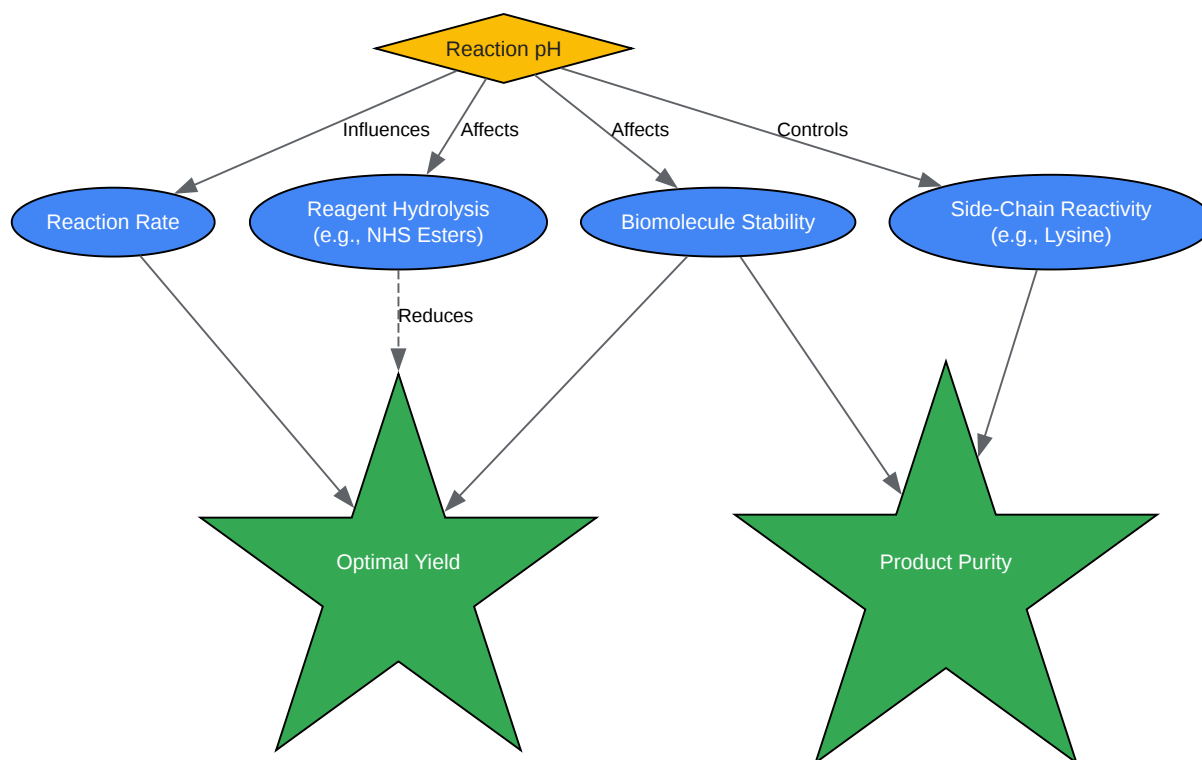 Reaction pH
Influences
Affects
Affects
Controls
Reaction Rate
Reagent Hydrolysis
(e.g., NHS Esters)
Biomolecule Stability
Side-Chain Reactivity
(e.g., Lysine)
Reduces
Optimal Yield
Product Purity